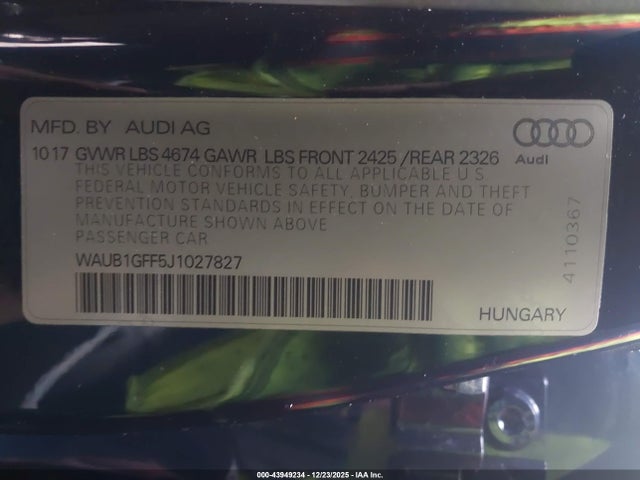 MFD. BY AUDI AG
10 17 GVWR LBS 4674 GAWR LBS FRONT 2425 /REAR 2326
Audi
THIS VEHICLE CONFORMS TO ALL APPLICABLE U.S.
FEDERAL MOTOR VEHICLE SAFETY, BUMPER AND THEFT
PREVENTION STANDARDS IN EFFECT ON THE DATE OF
MANUFACTURE SHOWN ABOVE
PASSENGER CAR
WAUB1GFF5J1027827
4110367
HUNGARY
000-43949234 - 12/23/2025 - IAA Inc.